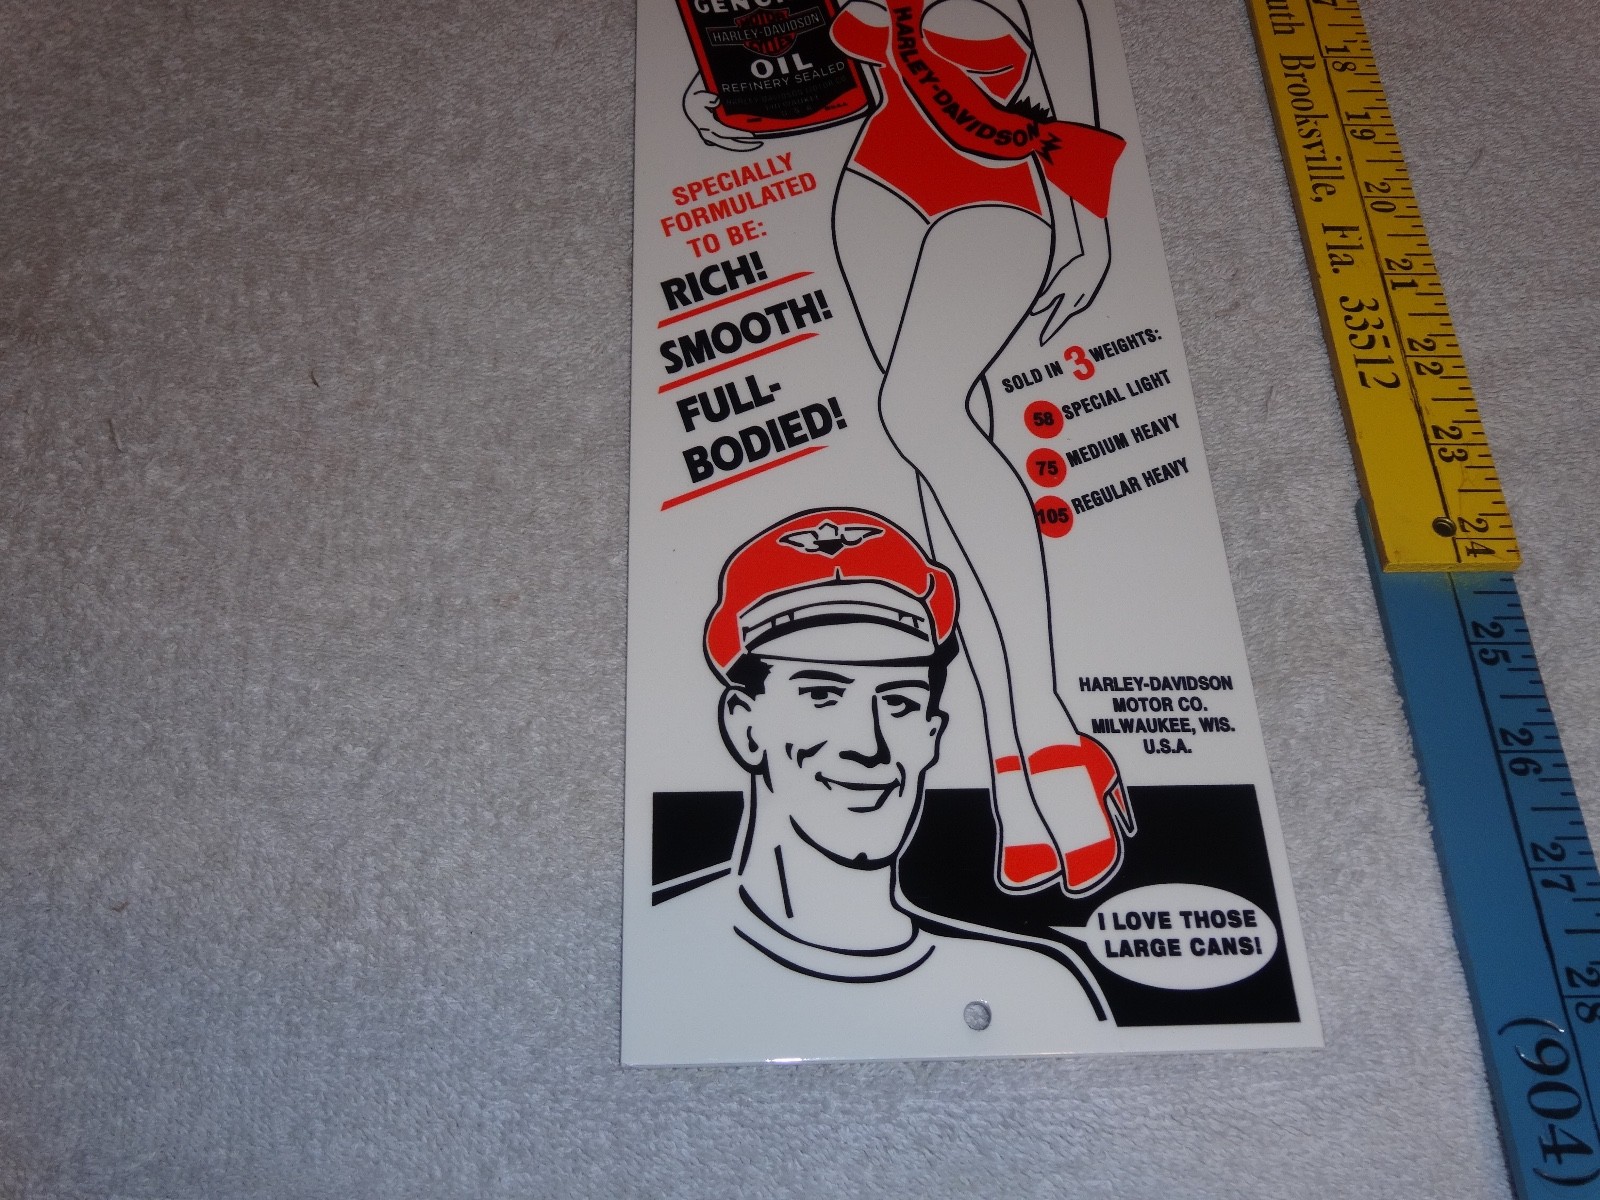 GENUINE
HARLEY-DAVIDSON
OIL
REFINERY SEALED
HARLEY-DAVIDSON
SPECIALLY
FORMULATED
TO BE:
RICH!
SMOOTH!
FULL-
BODIED!
SOLD IN 3 WEIGHTS:
58 SPECIAL LIGHT
75 MEDIUM HEAVY
105 REGULAR HEAVY
HARLEY-DAVIDSON
MOTOR CO.
MILWAUKEE, WIS.
U.S.A.
I LOVE THOSE
LARGE CANS!
Brooksville, Fla. 33512
(904)
18
19
20
21
22
23
24
25
26
27
28